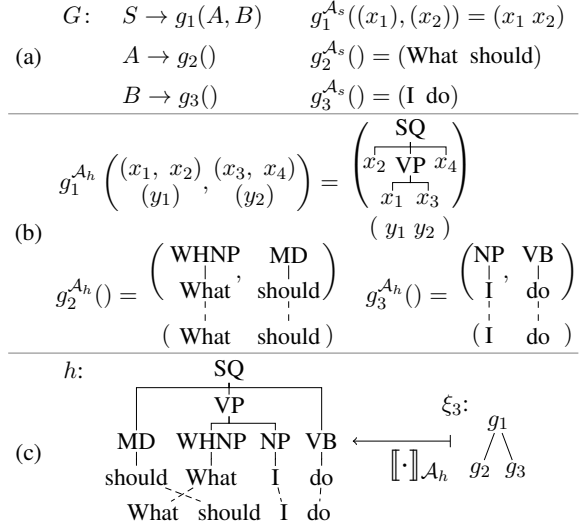 (a)
G: S → g₁(A, B) g₁^{𝒜ₛ}((x₁), (x₂)) = (x₁ x₂)
A → g₂() g₂^{𝒜ₛ}() = (What should)
B → g₃() g₃^{𝒜ₛ}() = (I do)
(b)
SQ
(x₁, x₂) (x₃, x₄) x₂ VP x₄
g₁^{𝒜ₕ} ( , ) =
(y₁) (y₂) x₁ x₃
( y₁ y₂ )
WHNP MD NP VB
g₂^{𝒜ₕ}() = ( , ) g₃^{𝒜ₕ}() = ( , )
What should I do
( What should ) ( I do )
(c)
h: SQ
VP ξ₃: g₁
MD WHNP NP VB
⟦·⟧_{𝒜ₕ} g₂ g₃
should What I do
What should I do